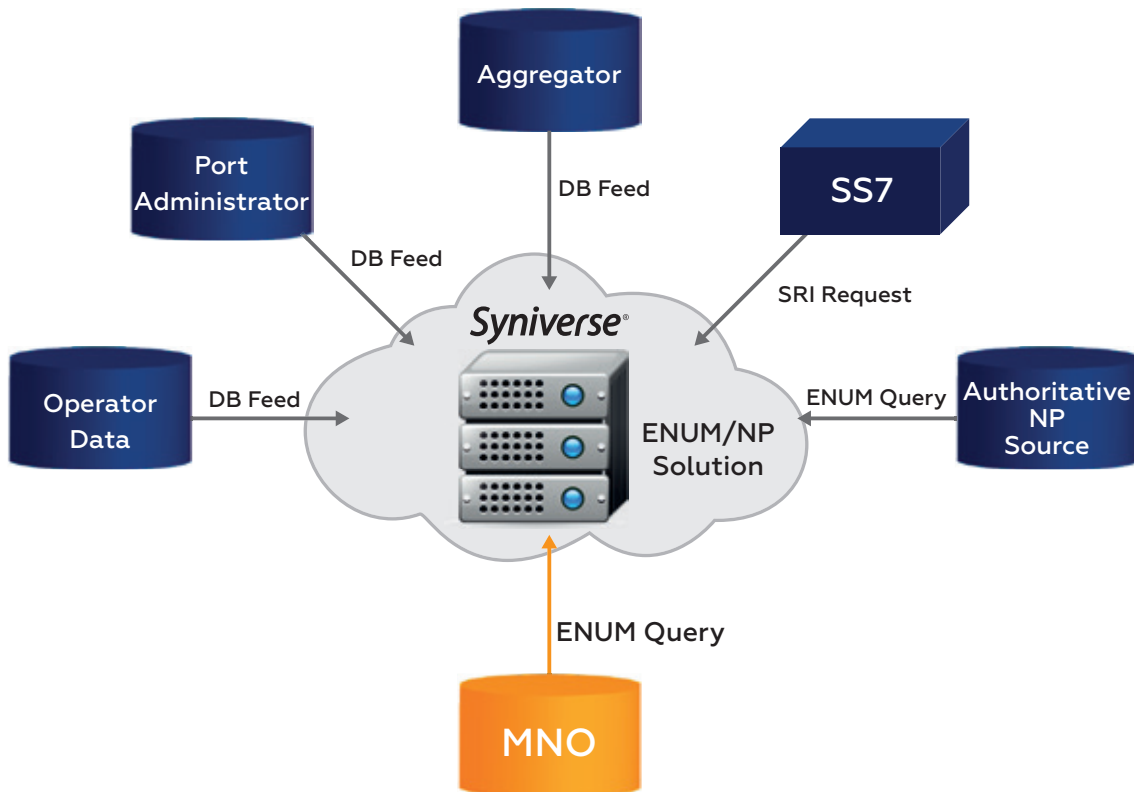 Aggregator
Port
Administrator
SS7
DB Feed
DB Feed
SRI Request
Syniverse®
Operator
Data
DB Feed
ENUM/NP
Solution
ENUM Query
Authoritative
NP
Source
ENUM Query
MNO